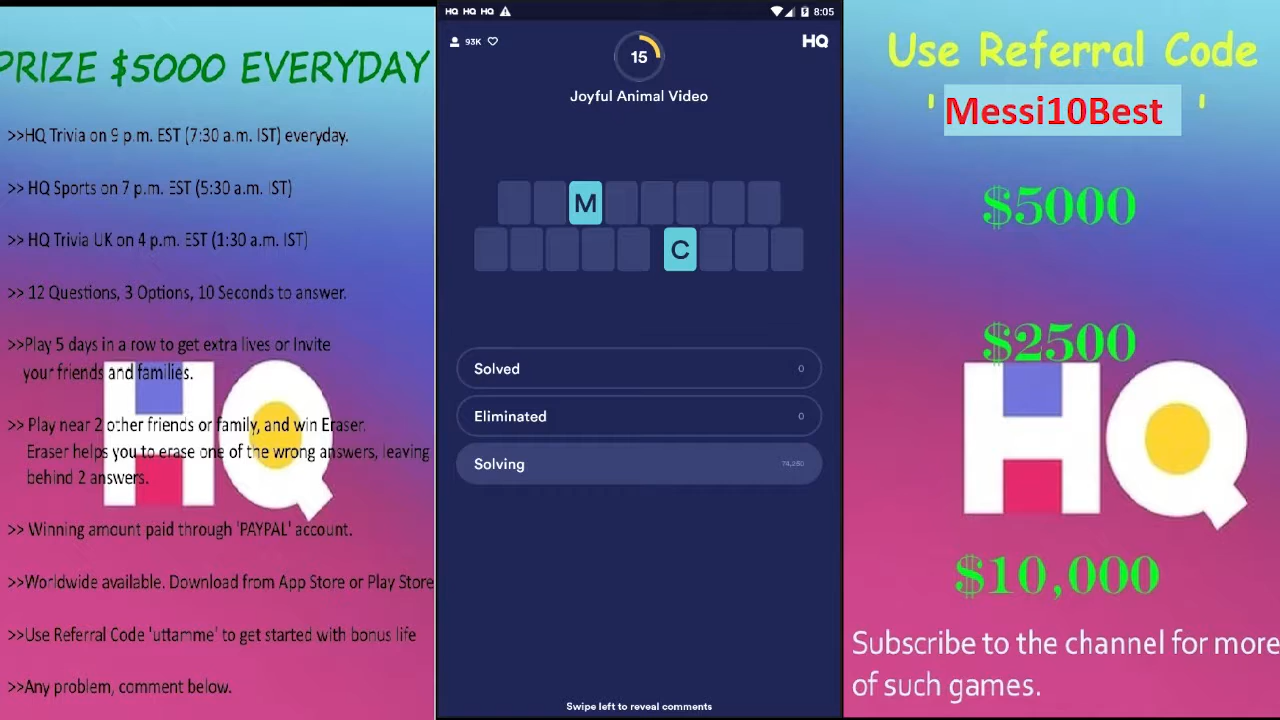 PRIZE $5000 EVERYDAY
>>HQ Trivia on 9 p.m. EST (7:30 a.m. IST) everyday.
>> HQ Sports on 7 p.m. EST (5:30 a.m. IST)
>> HQ Trivia UK on 4 p.m. EST (1:30 a.m. IST)
>> 12 Questions, 3 Options, 10 Seconds to answer.
>>Play 5 days in a row to get extra lives or Invite
your friends and families.
>> Play near 2 other friends or family, and win Eraser.
Eraser helps you to erase one of the wrong answers, leaving
behind 2 answers.
>> Winning amount paid through 'PAYPAL' account.
>>Worldwide available. Download from App Store or Play Store
>>Use Referral Code 'uttamme' to get started with bonus life
>>Any problem, comment below.
HQ
HQ HQ HQ 8:05
93K HQ
15
Joyful Animal Video
M
C
Solved 0
Eliminated 0
Solving
Swipe left to reveal comments
Use Referral Code
' Messi10Best '
$5000
$2500
HQ
$10,000
Subscribe to the channel for more
of such games.